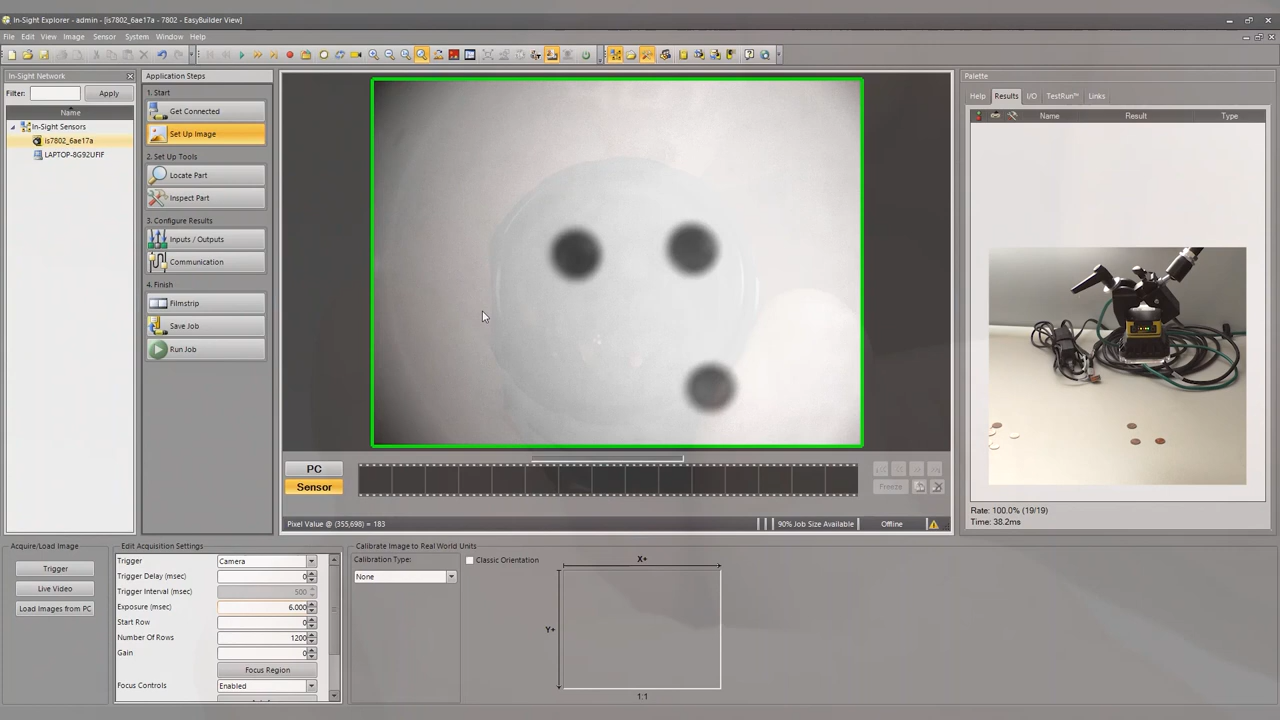 In-Sight Explorer - admin - [is7802_6ae17a - 7802 - EasyBuilder View]
File Edit View Image Sensor System Window Help
In-Sight Network
Filter: Apply
Name
In-Sight Sensors
is7802_6ae17a
LAPTOP-8G92UFIF
Application Steps
1. Start
Get Connected
Set Up Image
2. Set Up Tools
Locate Part
Inspect Part
3. Configure Results
Inputs / Outputs
Communication
4. Finish
Filmstrip
Save Job
Run Job
PC
Sensor
Freeze
Pixel Value @ (355,698) = 183
90% Job Size Available
Offline
Palette
Help Results I/O TestRun™ Links
Name Result Type
Rate: 100.0% (19/19)
Time: 38.2ms
Acquire/Load Image
Trigger
Live Video
Load Images from PC
Edit Acquisition Settings
Trigger Camera
Trigger Delay (msec) 0
Trigger Interval (msec) 500
Exposure (msec) 6.000
Start Row 0
Number Of Rows 1200
Gain 0
Focus Region
Focus Controls Enabled
Calibrate Image to Real World Units
Calibration Type:
None
Classic Orientation
X+
Y+
1:1